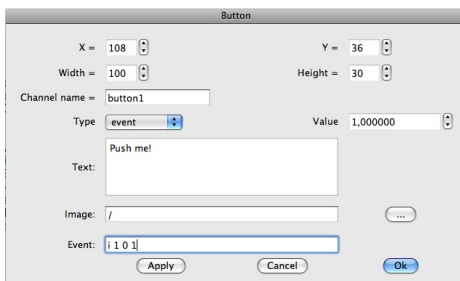 Button
X = 108 Y = 36
Width = 100 Height = 30
Channel name = button1
Type event Value 1,000000
Push me!
Text:
Image: / ...
Event: i 1 0 1
Apply Cancel Ok